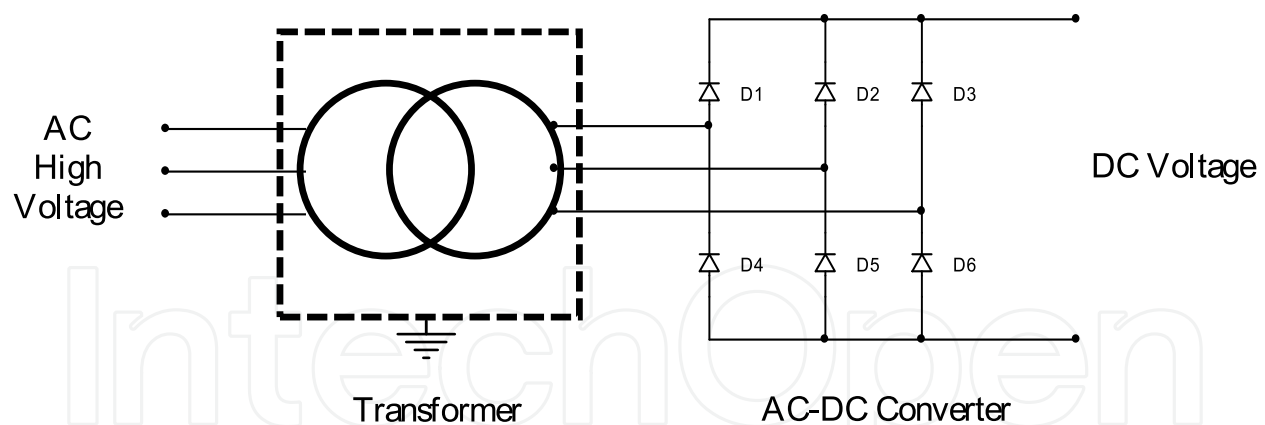 AC
High
Voltage
D1
D2
D3
DC Voltage
D4
D5
D6
IntechOpen
Transformer
AC-DC Converter